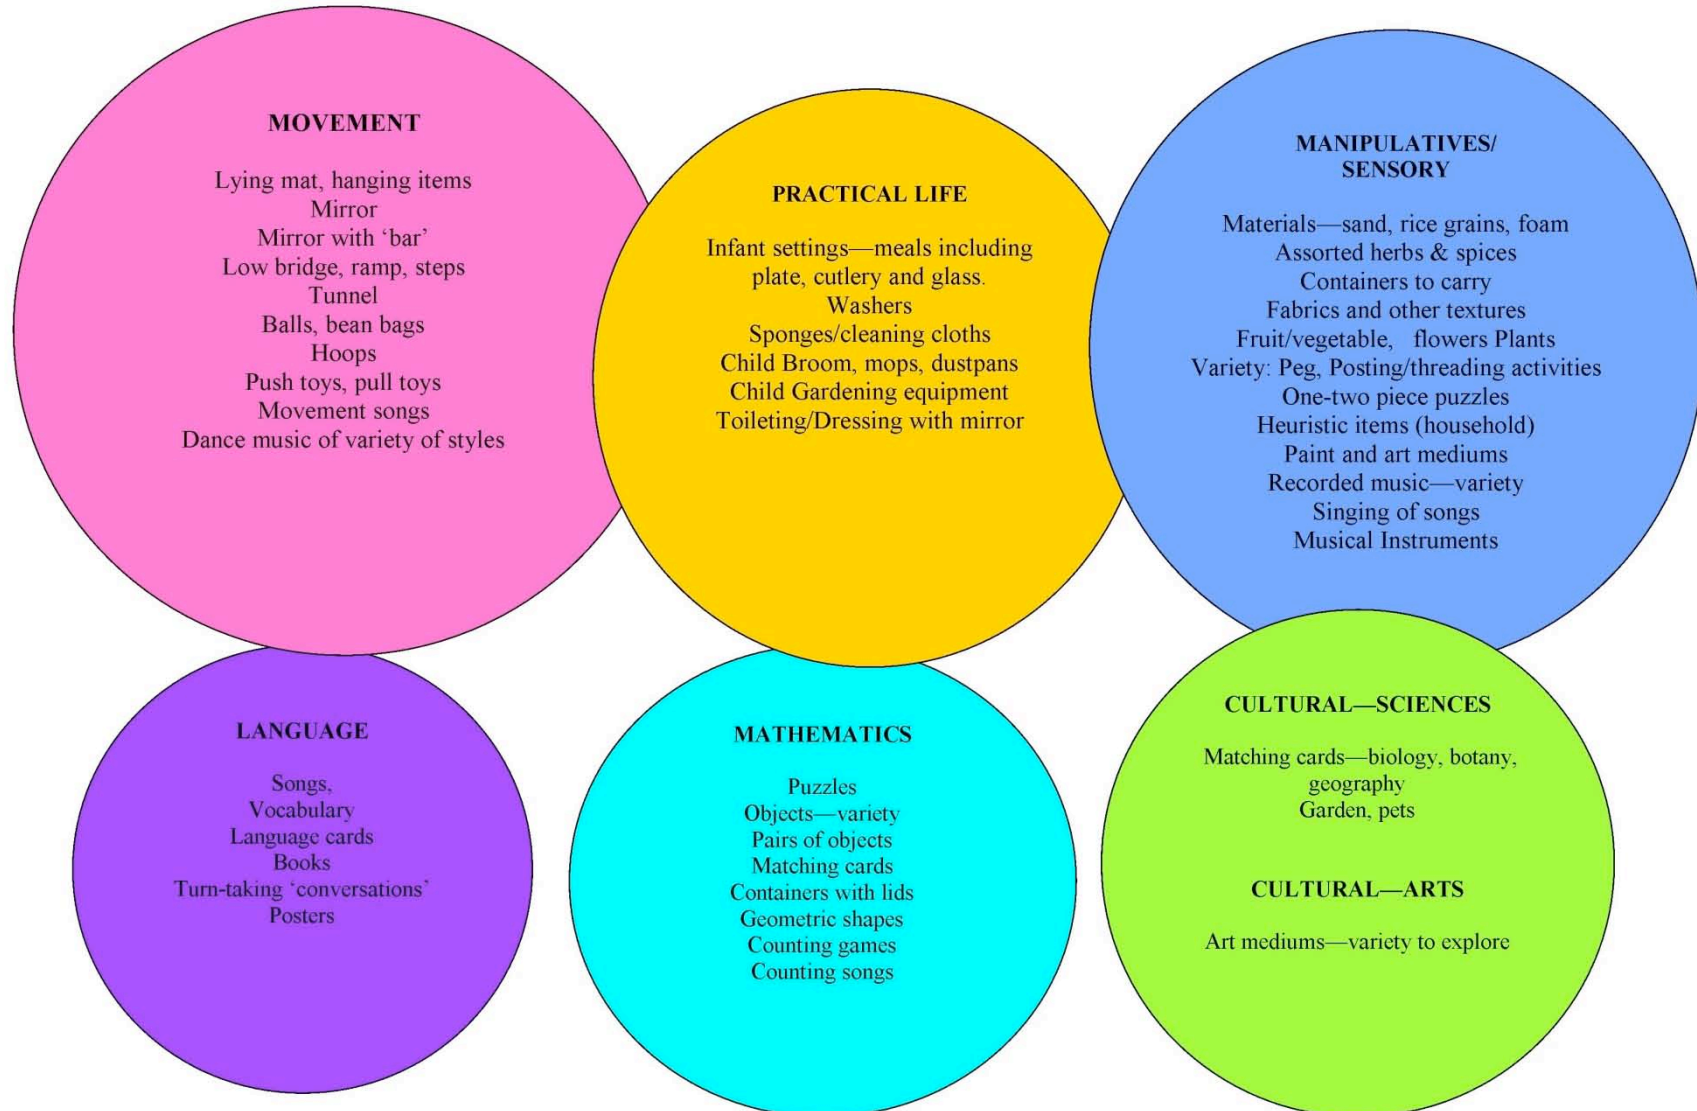 MOVEMENT
Lying mat, hanging items
Mirror
Mirror with ‘bar’
Low bridge, ramp, steps
Tunnel
Balls, bean bags
Hoops
Push toys, pull toys
Movement songs
Dance music of variety of styles
PRACTICAL LIFE
Infant settings—meals including
plate, cutlery and glass.
Washers
Sponges/cleaning cloths
Child Broom, mops, dustpans
Child Gardening equipment
Toileting/Dressing with mirror
MANIPULATIVES/
SENSORY
Materials—sand, rice grains, foam
Assorted herbs & spices
Containers to carry
Fabrics and other textures
Fruit/vegetable, flowers Plants
Variety: Peg, Posting/threading activities
One-two piece puzzles
Heuristic items (household)
Paint and art mediums
Recorded music—variety
Singing of songs
Musical Instruments
LANGUAGE
Songs,
Vocabulary
Language cards
Books
Turn-taking ‘conversations’
Posters
MATHEMATICS
Puzzles
Objects—variety
Pairs of objects
Matching cards
Containers with lids
Geometric shapes
Counting games
Counting songs
CULTURAL—SCIENCES
Matching cards—biology, botany,
geography
Garden, pets
CULTURAL—ARTS
Art mediums—variety to explore